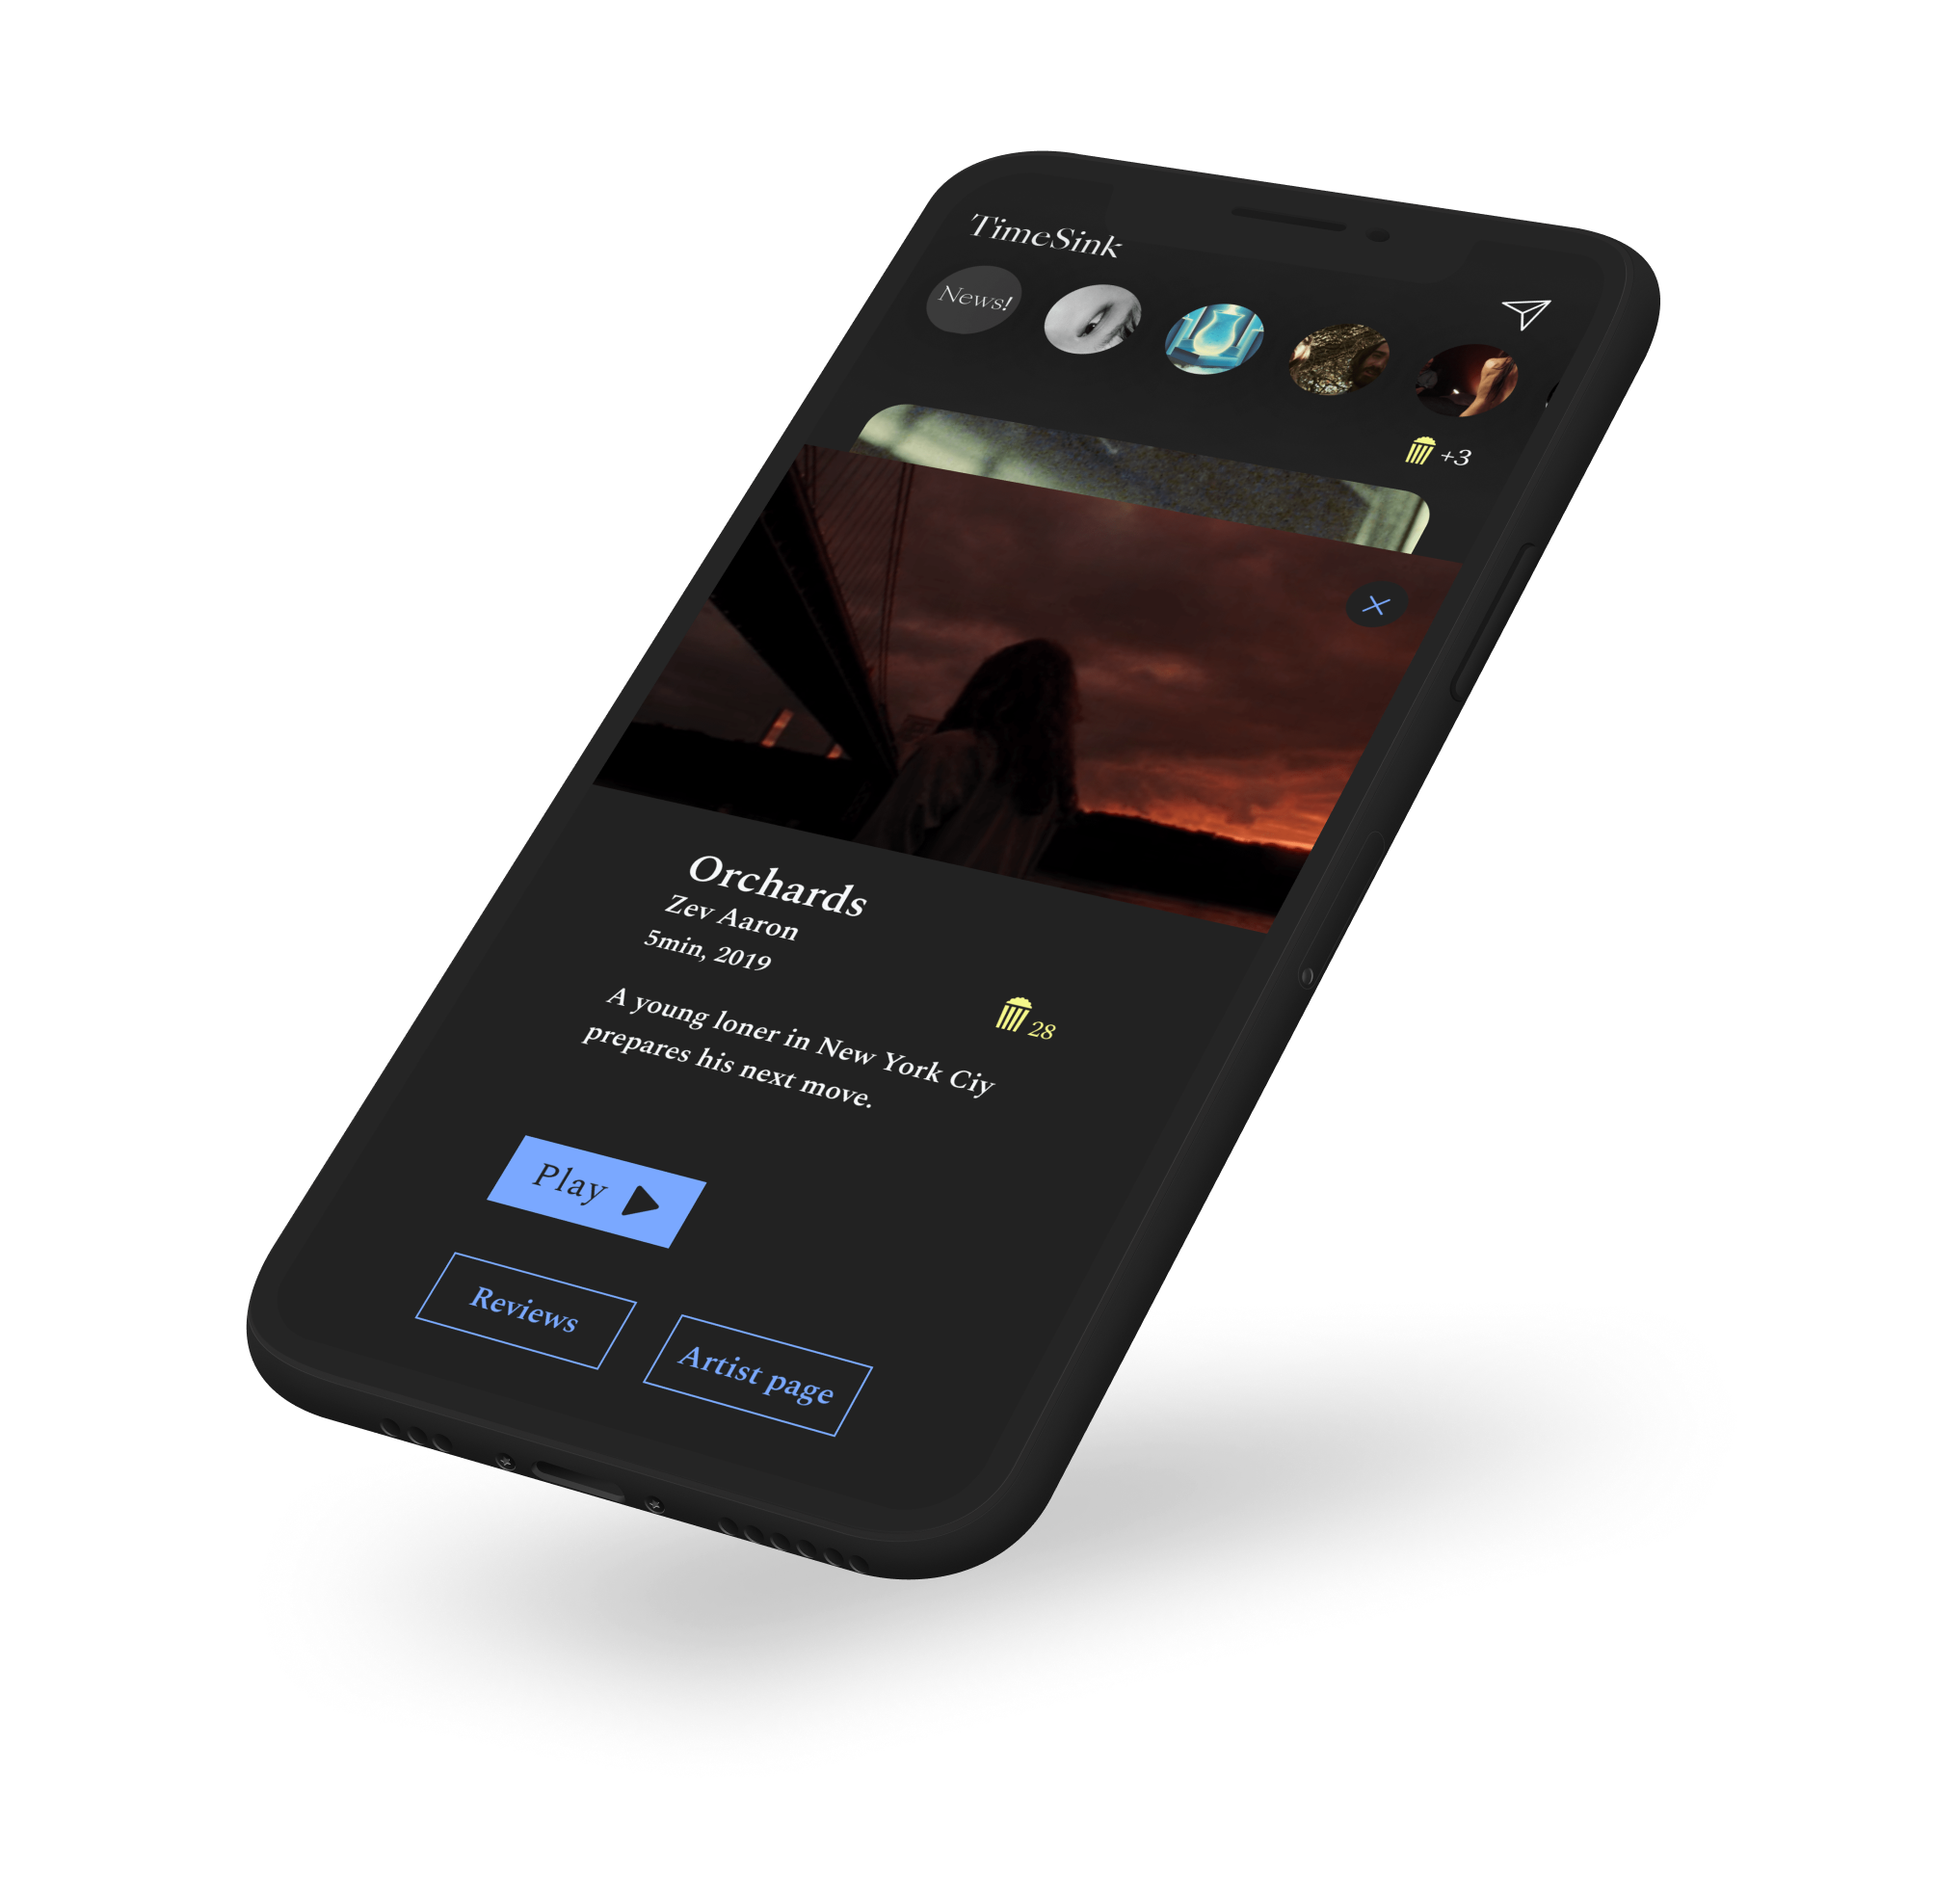 TimeSink
News!
+3
Orchards
Zev Aaron
5min, 2019
28
A young loner in New York Ciy
prepares his next move.
Play
Reviews
Artist page